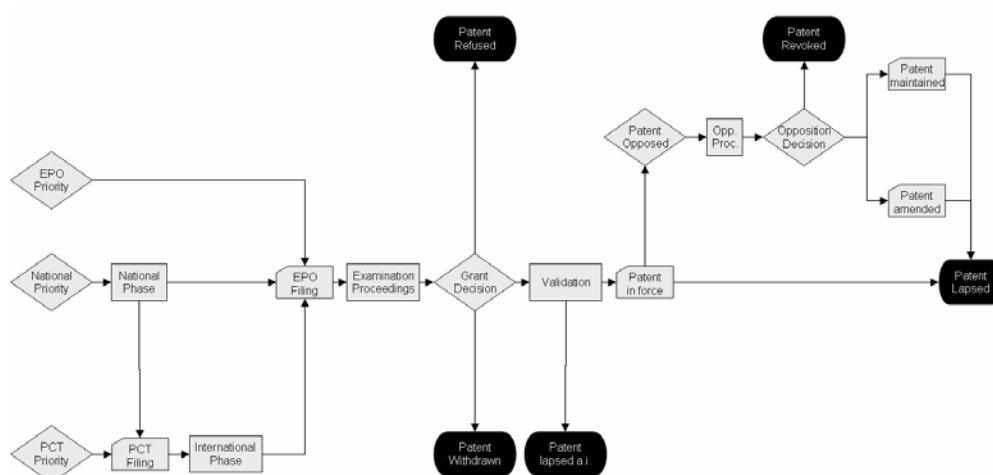 Patent
Refused
Patent
Revoked
Patent
maintained
Patent
Opposed
Opp.
Proc.
Opposition
Decision
EPO
Priority
Patent
amended
National
Priority
National
Phase
EPO
Filing
Examination
Proceedings
Grant
Decision
Validation
Patent
in force
Patent
Lapsed
PCT
Priority
PCT
Filing
International
Phase
Patent
Withdrawn
Patent
lapsed a.i.